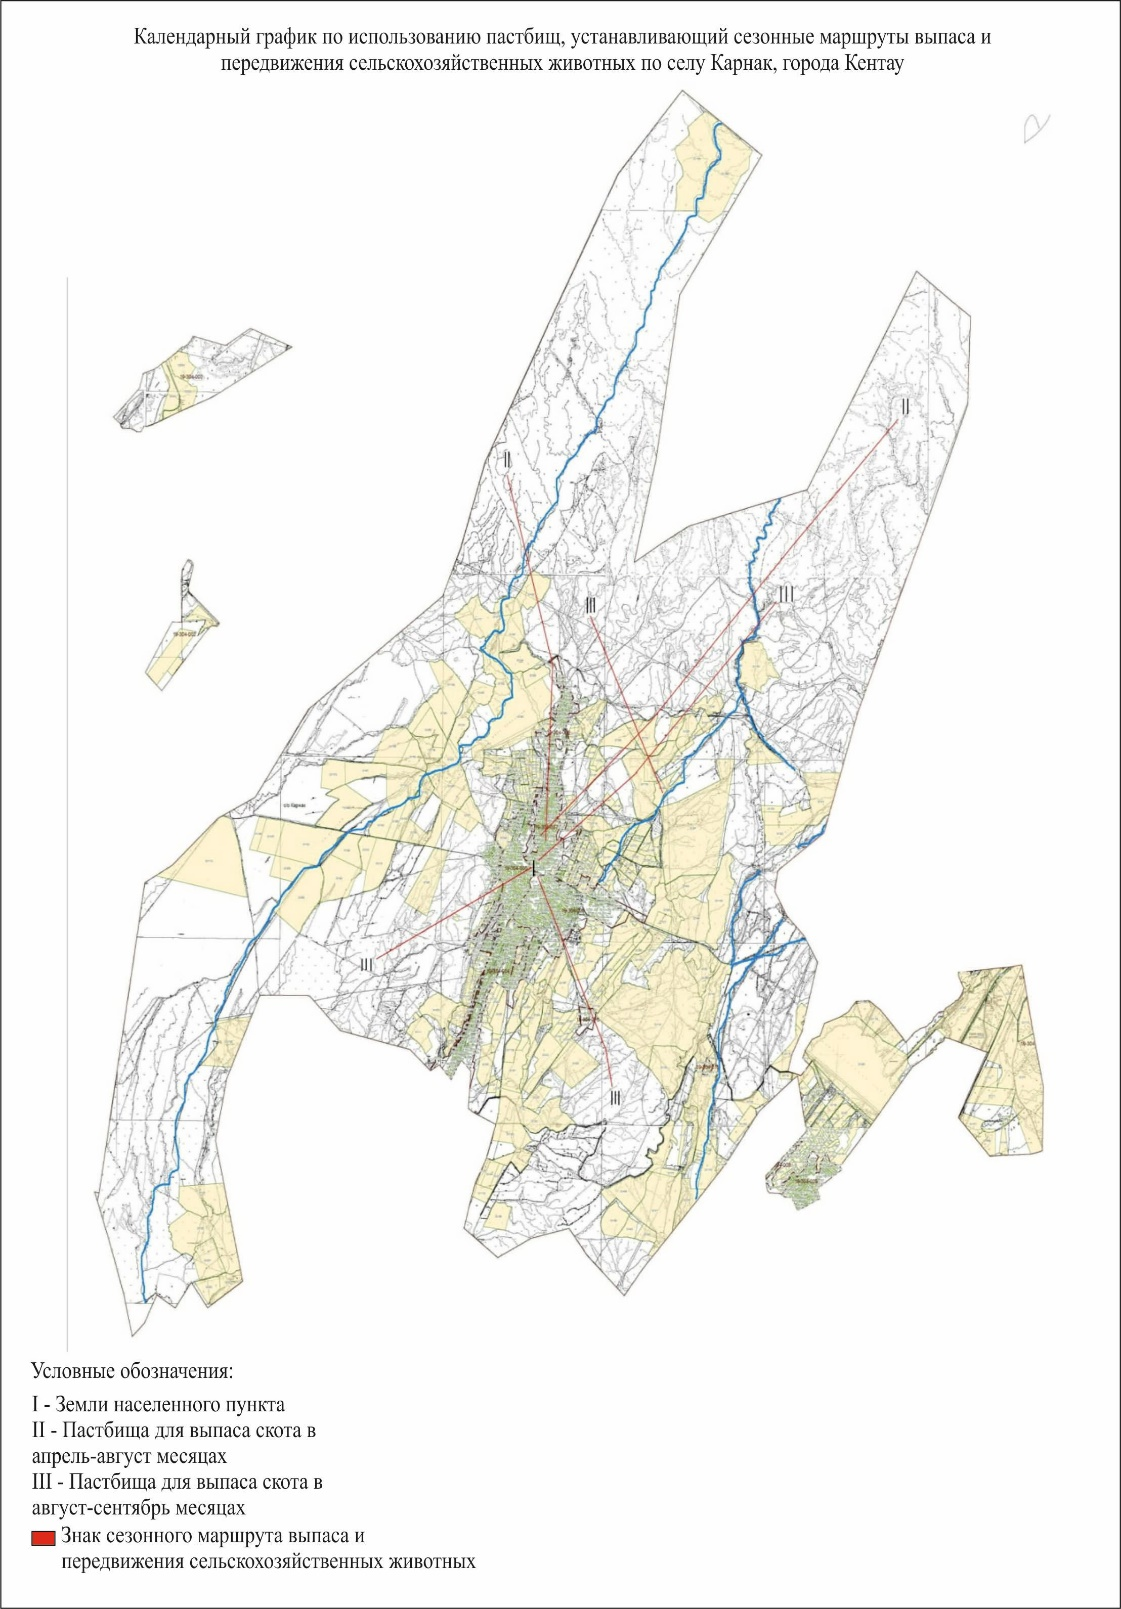 Календарный график по использованию пастбищ, устанавливающий сезонные маршруты выпаса и
передвижения сельскохозяйственных животных по селу Карнак, города Кентау
II
II
III
III
с/о Карнак
I
III
III
Условные обозначения:
I - Земли населенного пункта
II - Пастбища для выпаса скота в
апрель-август месяцах
III - Пастбища для выпаса скота в
август-сентябрь месяцах
Знак сезонного маршрута выпаса и
передвижения сельскохозяйственных животных